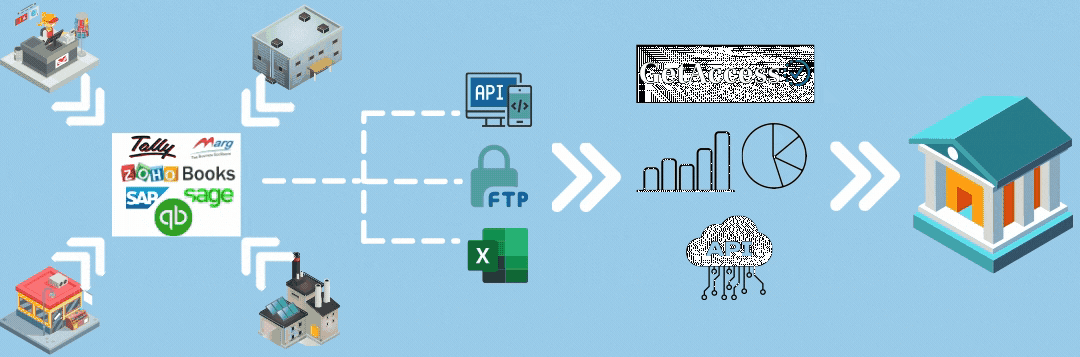 Tally
Marg
ZOHO Books
SAP
sage
qb
API
</>
FTP
X
GetAccess
API